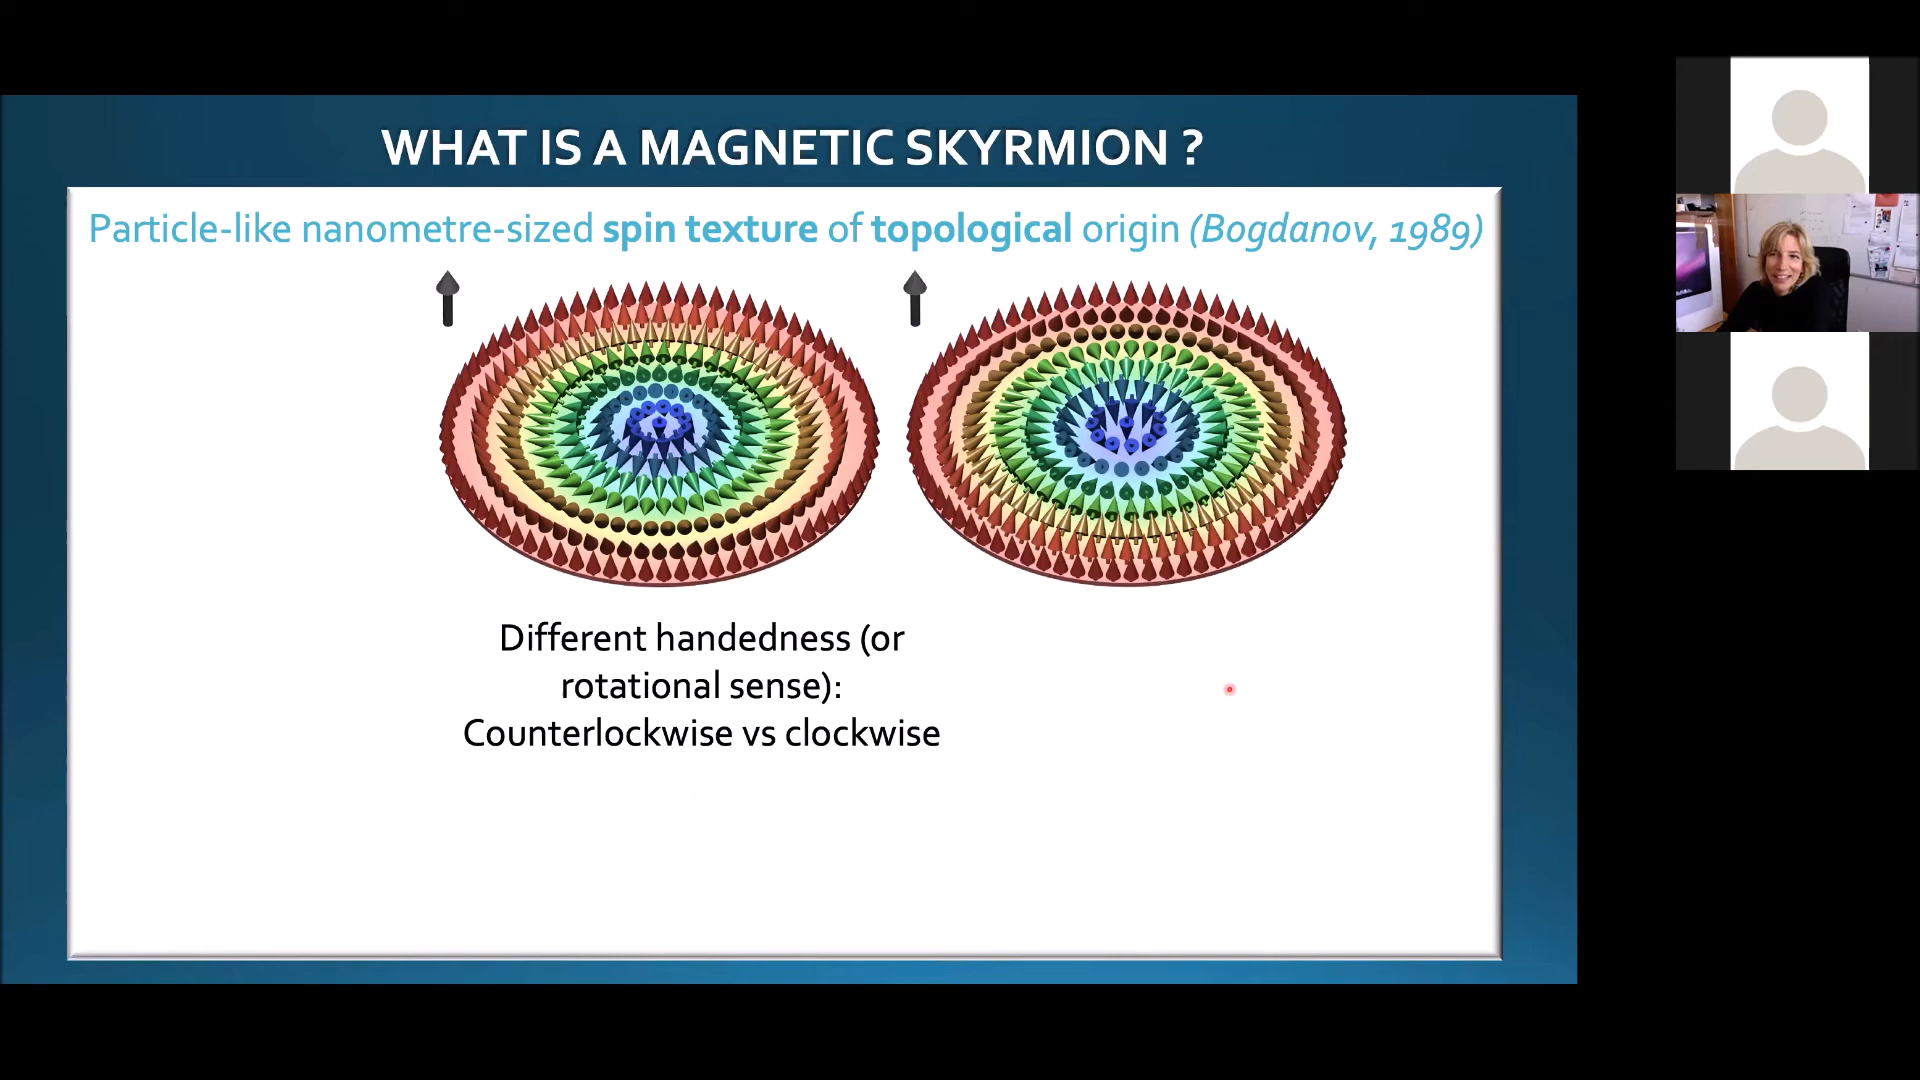 WHAT IS A MAGNETIC SKYRMION ?
Particle-like nanometre-sized spin texture of topological origin (Bogdanov, 1989)
Different handedness (or
rotational sense):
Counterlockwise vs clockwise